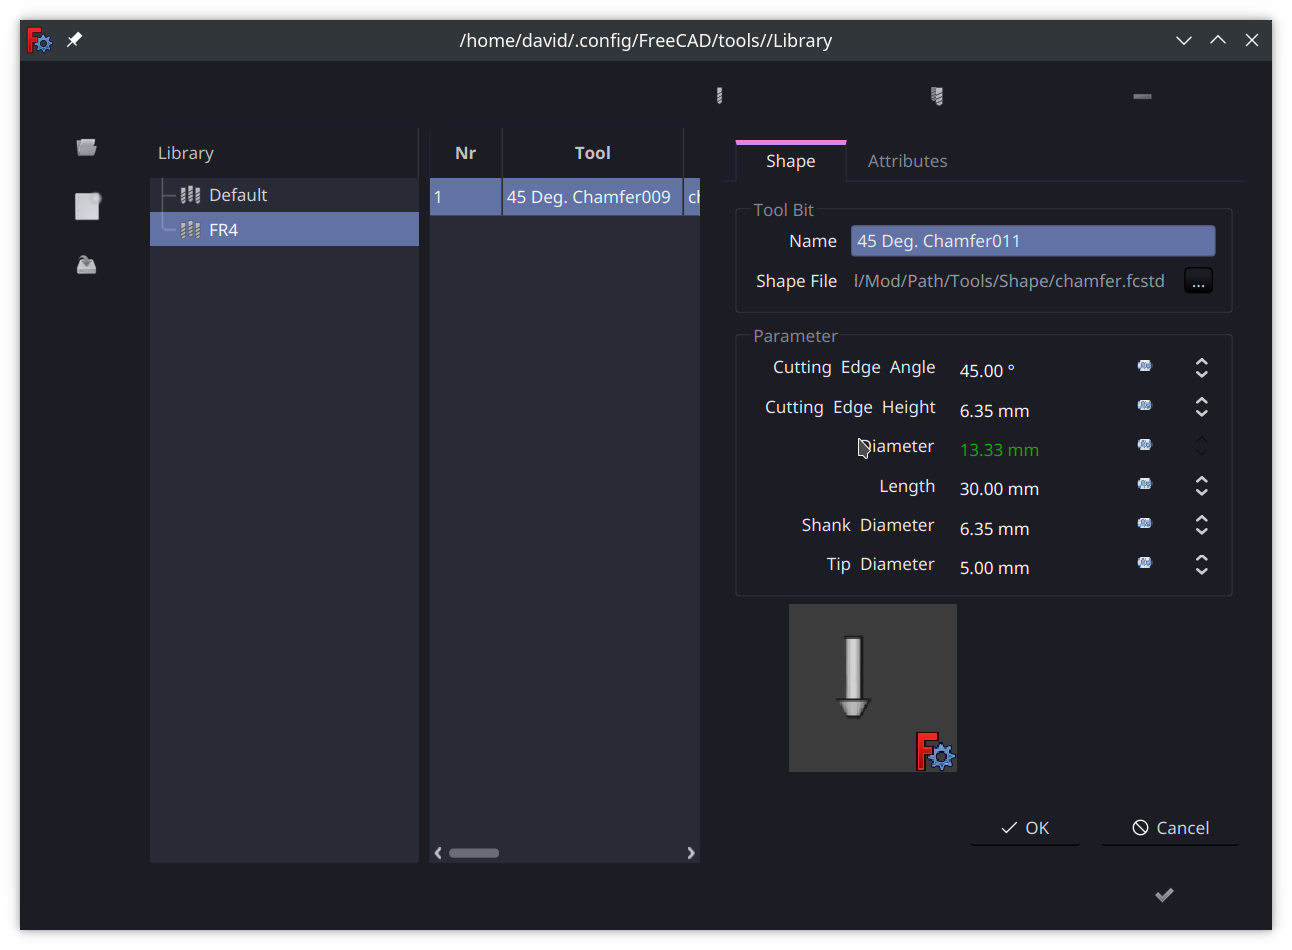 /home/david/.config/FreeCAD/tools//Library
Library
Default
FR4
Nr Tool
1 45 Deg. Chamfer009 ch
Shape Attributes
Tool Bit
Name 45 Deg. Chamfer011
Shape File l/Mod/Path/Tools/Shape/chamfer.fcstd ...
Parameter
Cutting Edge Angle 45.00 °
Cutting Edge Height 6.35 mm
Diameter 13.33 mm
Length 30.00 mm
Shank Diameter 6.35 mm
Tip Diameter 5.00 mm
OK Cancel